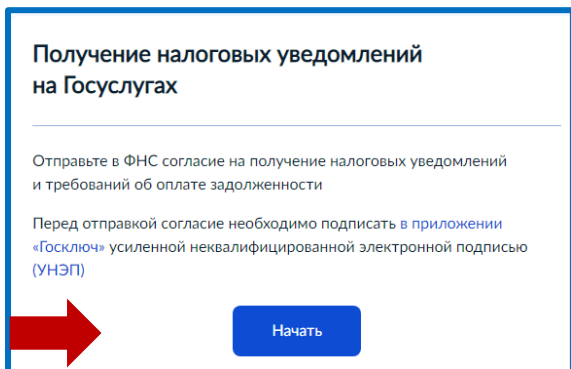 Получение налоговых уведомлений
на Госуслугах
Отправьте в ФНС согласие на получение налоговых уведомлений
и требований об оплате задолженности
Перед отправкой согласие необходимо подписать в приложении
«Госключ» усиленной неквалифицированной электронной подписью
(УНЭП)
Начать